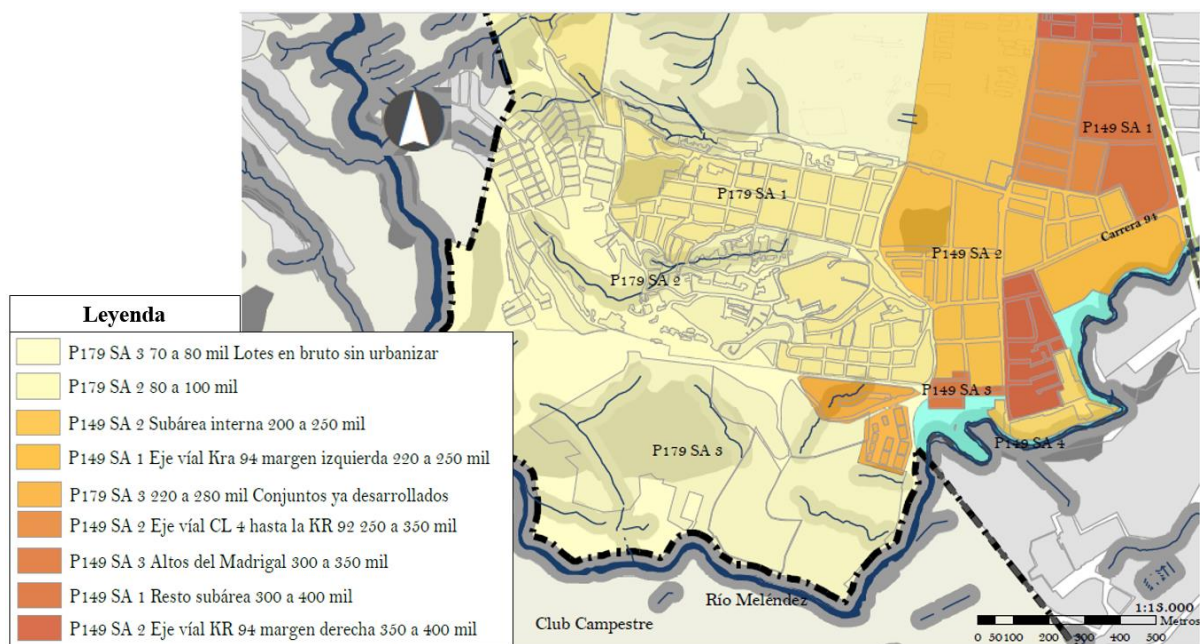 P149 SA 1
P179 SA 1
Carrera 94
P149 SA 2
P179 SA 2
Leyenda
P179 SA 3 70 a 80 mil Lotes en bruto sin urbanizar
P179 SA 2 80 a 100 mil
P149 SA 2 Subárea interna 200 a 250 mil
P149 SA 1 Eje víal Kra 94 margen izquierda 220 a 250 mil
P179 SA 3 220 a 280 mil Conjuntos ya desarrollados
P149 SA 2 Eje víal CL 4 hasta la KR 92 250 a 350 mil
P149 SA 3 Altos del Madrigal 300 a 350 mil
P149 SA 1 Resto subárea 300 a 400 mil
P149 SA 2 Eje víal KR 94 margen derecha 350 a 400 mil
P149 SA 3
P149 SA 4
P179 SA 3
Río Meléndez
Club Campestre
1:13.000
Metros
0 50 100 200 300 400 500